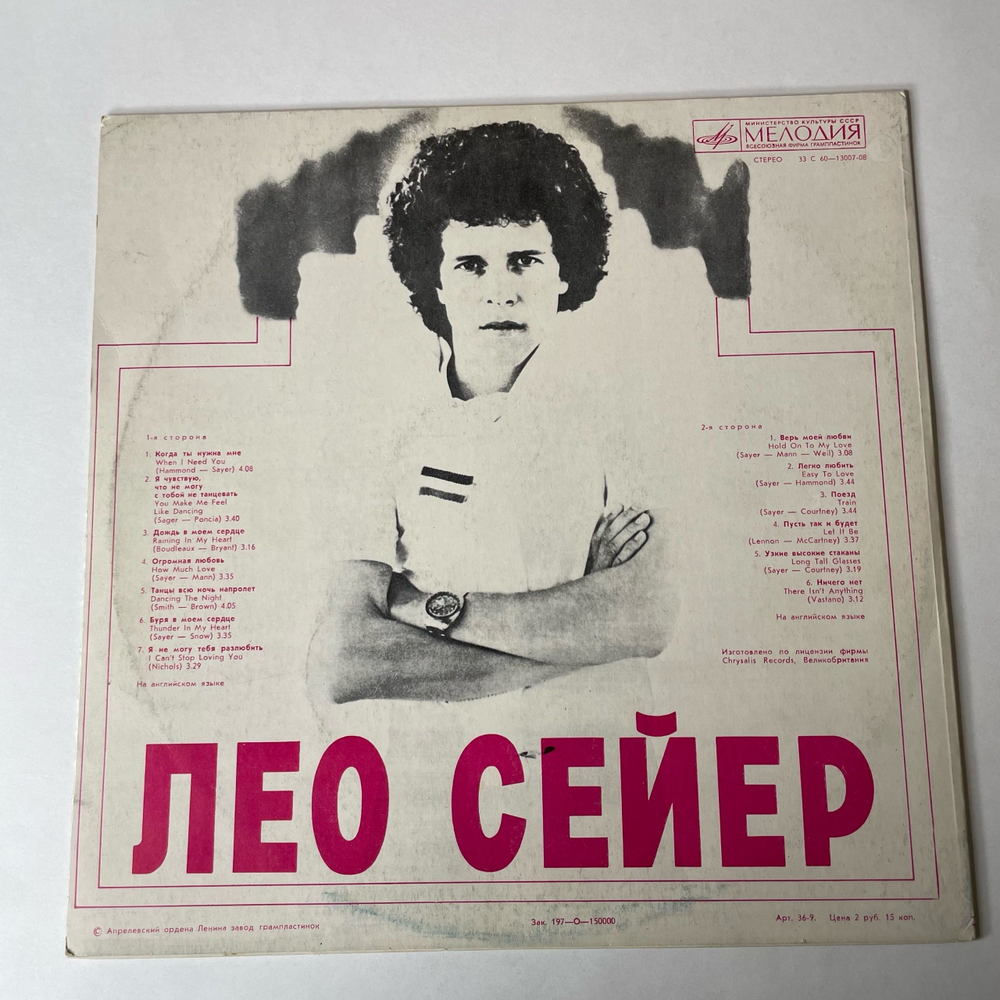 МИНИСТЕРСТВО КУЛЬТУРЫ СССР
МЕЛОДИЯ
ВСЕСОЮЗНАЯ ФИРМА ГРАМПЛАСТИНОК
СТЕРЕО 33 С 60—13007-08
1-я сторона
1. Когда ты нужна мне
When I Need You
(Hammond — Sayer) 4.08
2. Я чувствую,
что не могу
с тобой не танцевать
You Make Me Feel
Like Dancing
(Sager — Poncia) 3.40
3. Дождь в моем сердце
Raining In My Heart
(Boudleaux — Bryant) 3.16
4. Огромная любовь
How Much Love
(Sayer — Mann) 3.35
5. Танцы всю ночь напролет
Dancing The Night
(Smith — Brown) 4.05
6. Буря в моем сердце
Thunder In My Heart
(Sayer — Snow) 3.35
7. Я не могу тебя разлюбить
I Can't Stop Loving You
(Nichols) 3.29
На английском языке
2-я сторона
1. Верь моей любви
Hold On To My Love
(Sayer — Mann — Weil) 3.08
2. Легко любить
Easy To Love
(Sayer — Hammond) 3.44
3. Поезд
Train
(Sayer — Courtney) 3.44
4. Пусть так и будет
Let It Be
(Lennon — McCartney) 3.37
5. Узкие высокие стаканы
Long Tall Glasses
(Sayer — Courtney) 3.19
6. Ничего нет
There Isn't Anything
(Vastano) 3.12
На английском языке
Изготовлено по лицензии фирмы
Chrysalis Records, Великобритания
ЛЕО СЕЙЕР
© Апрелевский ордена Ленина завод грампластинок
Зак. 197—О—150000
Арт. 36-9. Цена 2 руб. 15 коп.